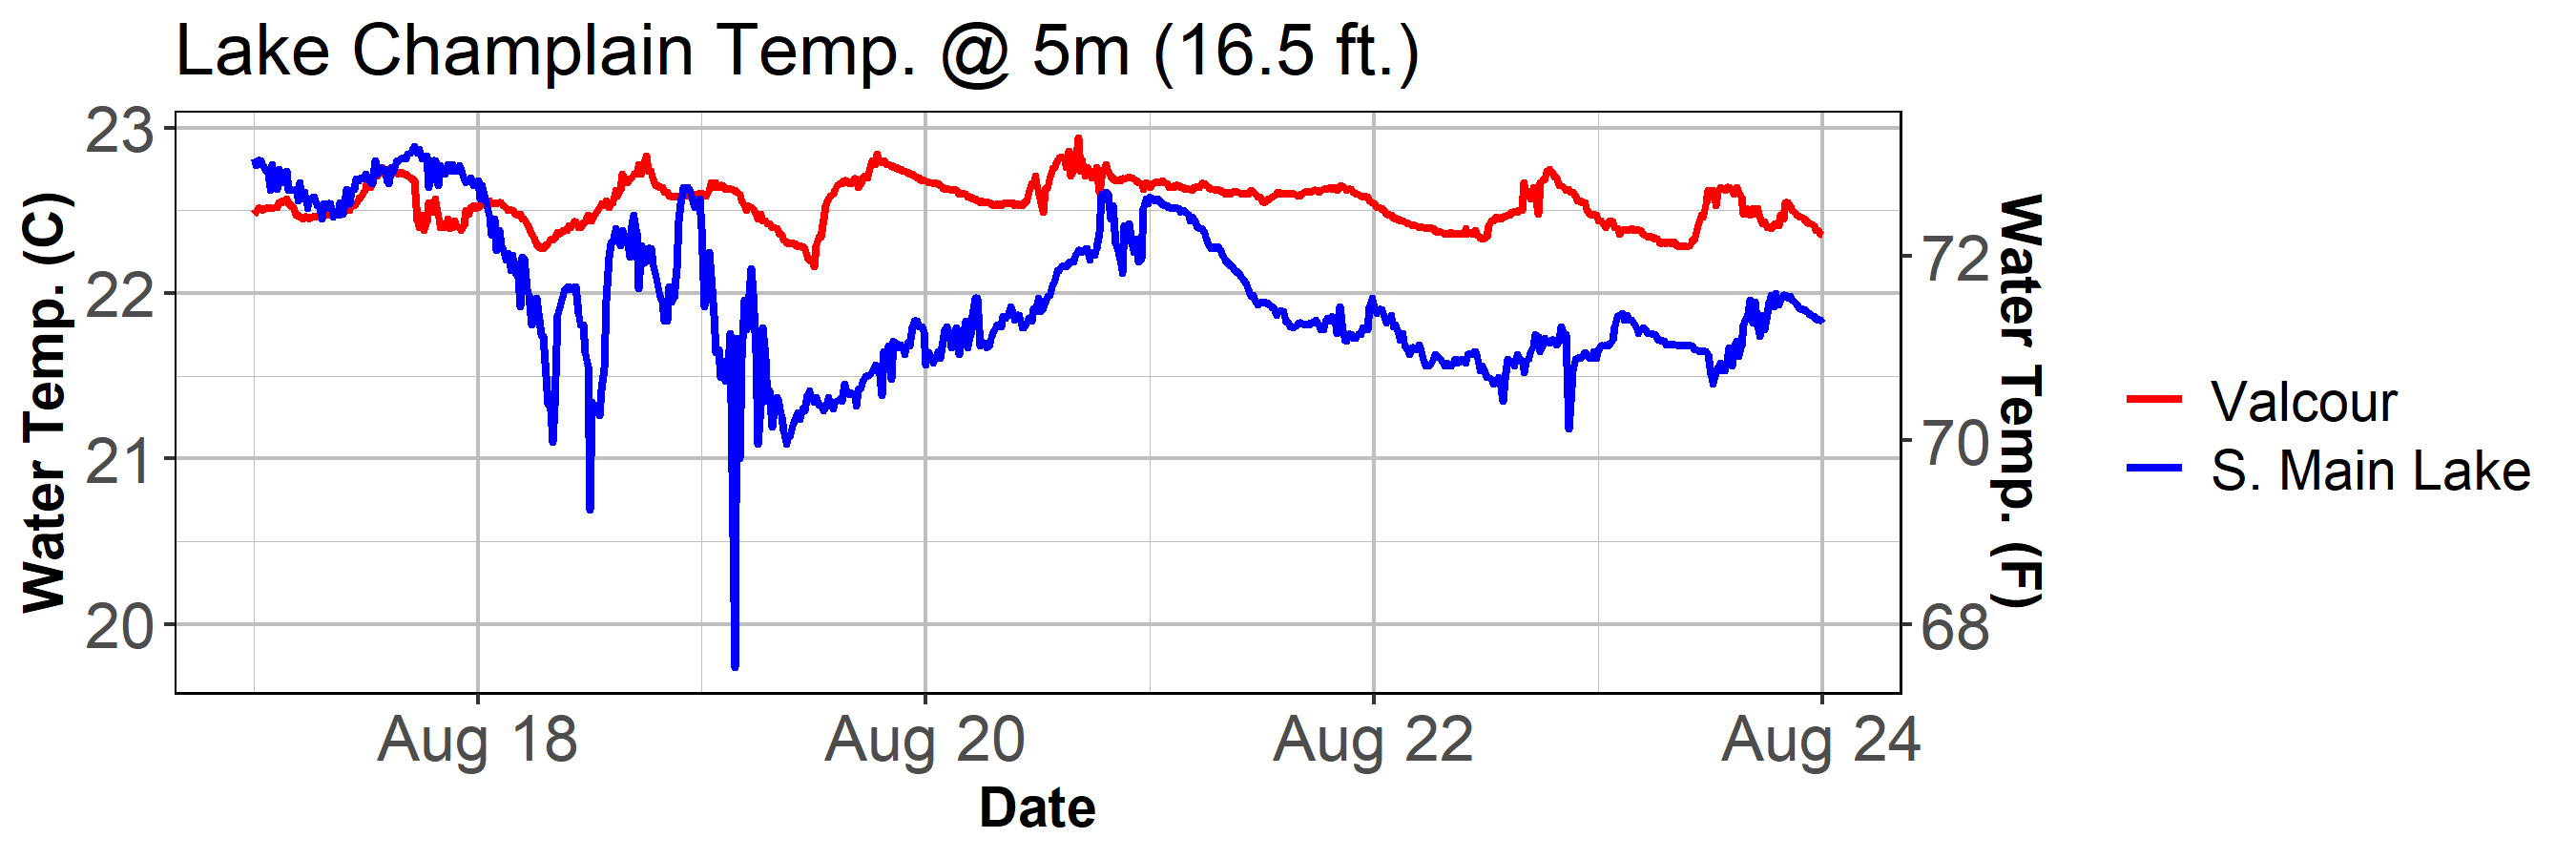 Lake Champlain Temp. @ 5m (16.5 ft.)
Water Temp. (C)
23
22
21
20
72
70
68
Water Temp. (F)
Aug 18
Aug 20
Aug 22
Aug 24
Date
Valcour
S. Main Lake